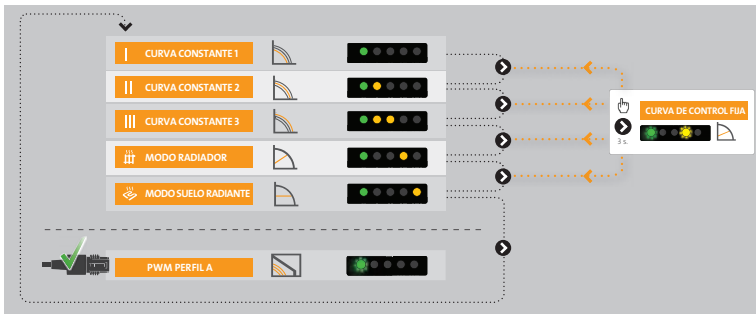 I CURVA CONSTANTE 1
II CURVA CONSTANTE 2
III CURVA CONSTANTE 3
MODO RADIADOR
MODO SUELO RADIANTE
PWM PERFIL A
CURVA DE CONTROL FIJA
3 s.